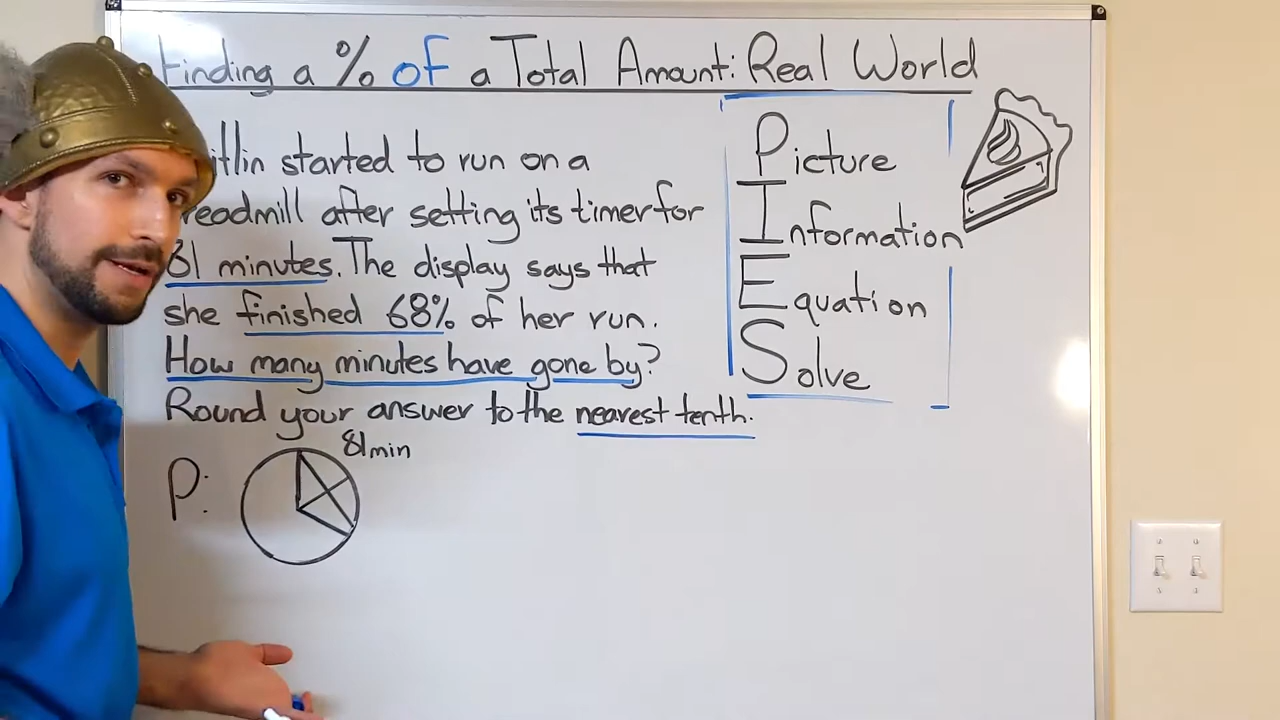 Finding a % of a Total Amount: Real World
itlin started to run on a
readmill after setting its timer for
81 minutes. The display says that
she finished 68% of her run.
How many minutes have gone by?
Round your answer to the nearest tenth.
Picture
Information
Equation
Solve
P:
81min